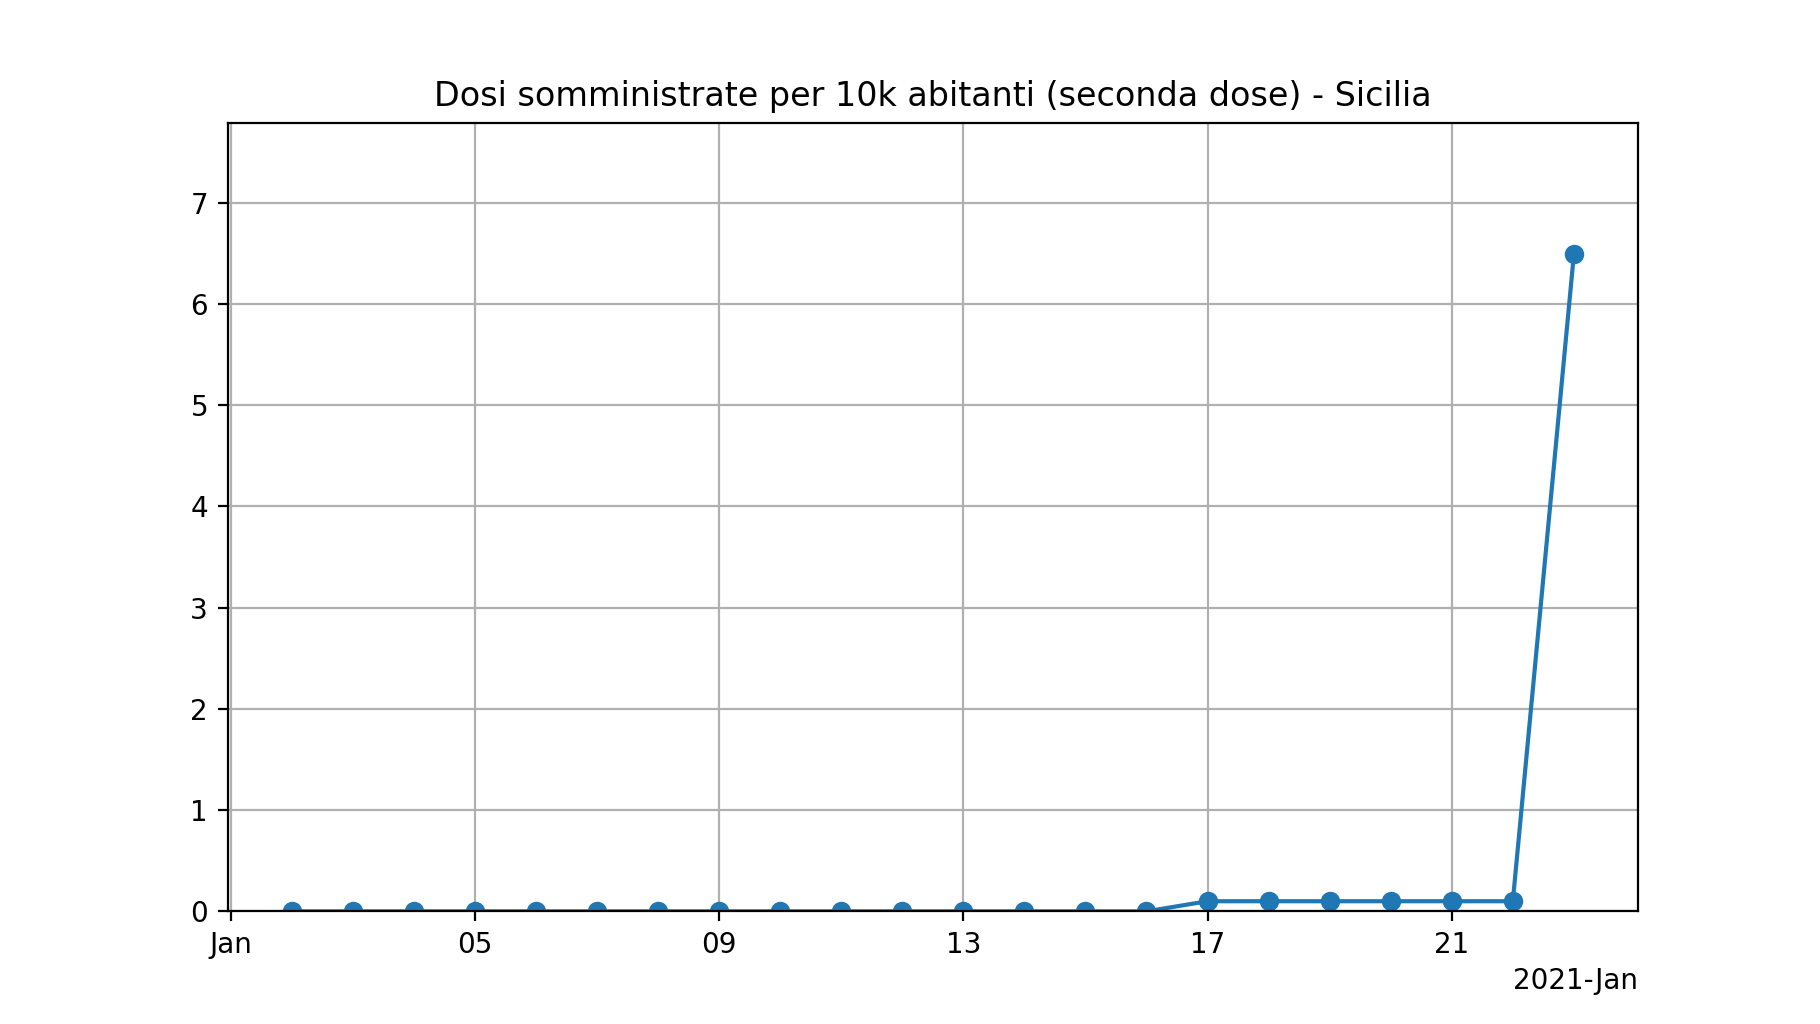 Dosi somministrate per 10k abitanti (seconda dose) - Sicilia
7
6
5
4
3
2
1
0
Jan 05 09 13 17 21
2021-Jan